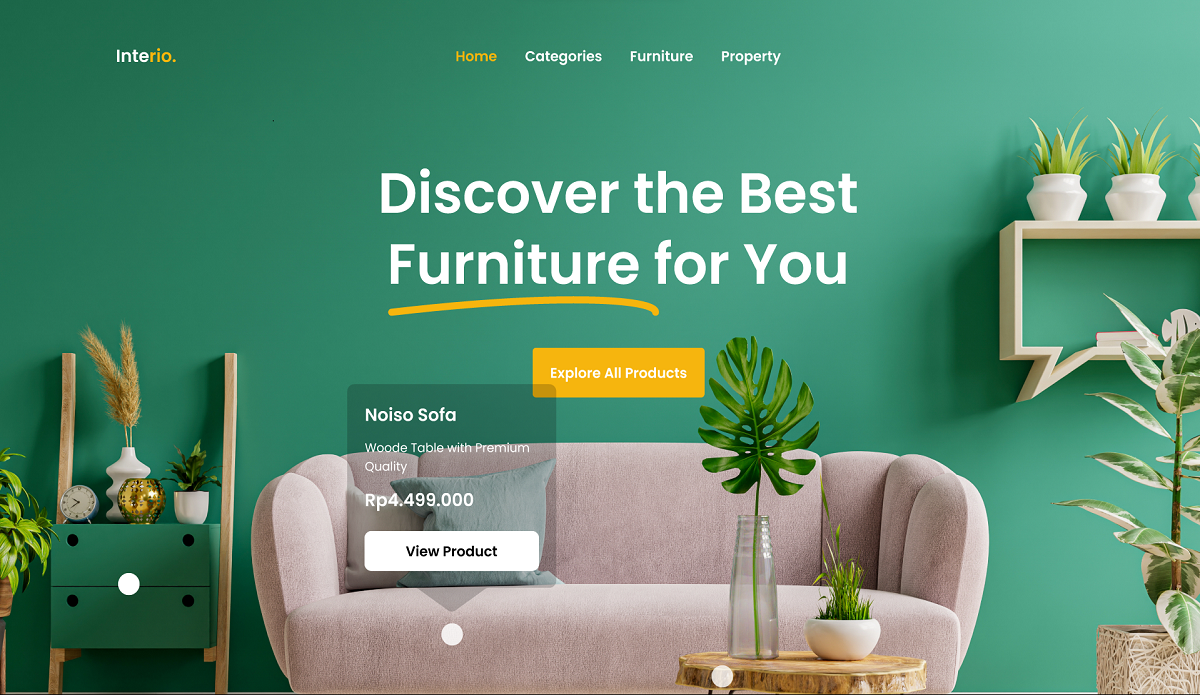 Interio.
Home Categories Furniture Property
Discover the Best
Furniture for You
Explore All Products
Noiso Sofa
Woode Table with Premium
Quality
Rp4.499.000
View Product